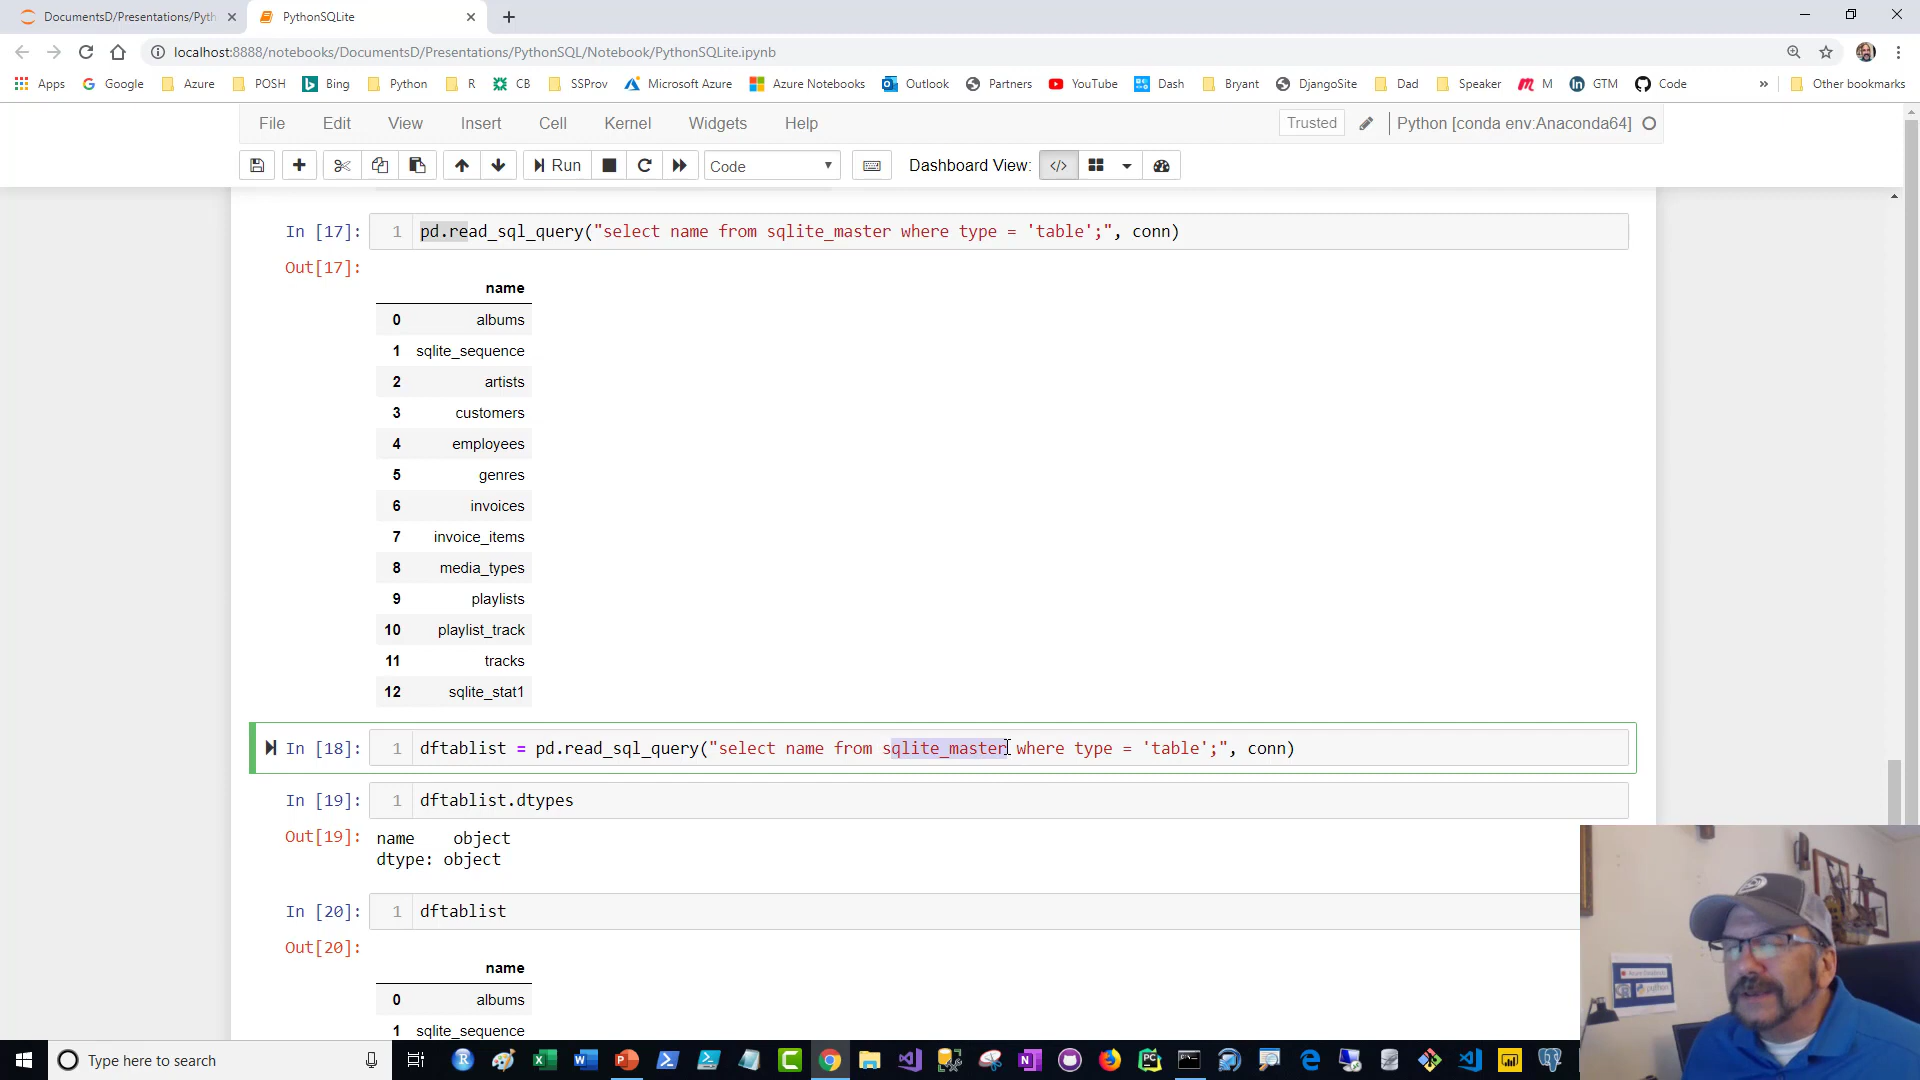 DocumentsD/Presentations/Pyth
PythonSQLite
localhost:8888/notebooks/DocumentsD/Presentations/PythonSQL/Notebook/PythonSQLite.ipynb
Apps Google Azure POSH Bing Python R CB SSProv Microsoft Azure Azure Notebooks Outlook Partners YouTube Dash Bryant DjangoSite Dad Speaker M GTM Code » Other bookmarks
File Edit View Insert Cell Kernel Widgets Help Trusted Python [conda env:Anaconda64]
Run Code Dashboard View:
In [17]: 1 pd.read_sql_query("select name from sqlite_master where type = 'table';", conn)
Out[17]:
name
0 albums
1 sqlite_sequence
2 artists
3 customers
4 employees
5 genres
6 invoices
7 invoice_items
8 media_types
9 playlists
10 playlist_track
11 tracks
12 sqlite_stat1
In [18]: 1 dftablist = pd.read_sql_query("select name from sqlite_master where type = 'table';", conn)
In [19]: 1 dftablist.dtypes
Out[19]: name object
dtype: object
In [20]: 1 dftablist
Out[20]:
name
0 albums
1 sqlite_sequence
python
Type here to search